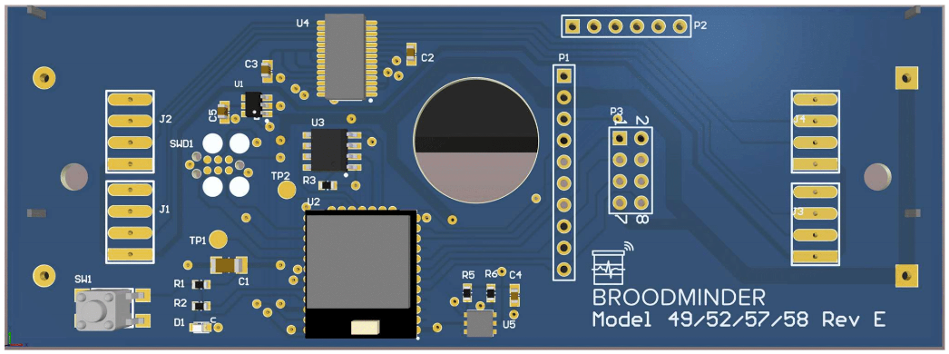 U4
P2
C2
C3
P1
U1
C5
J2
U3
P3
1 2
J4
SWD1
R3
TP2
U2
7 8
J1
J3
TP1
C1
SW1
R1
R5 R6 C4
R2
D1
C
U5
BROODMINDER
Model 49/52/57/58 Rev E